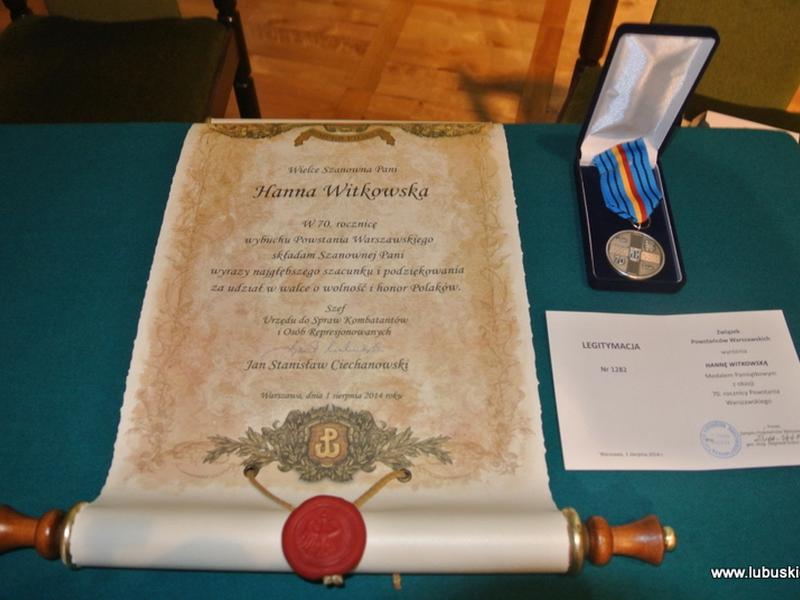 Wielce Szanowna Pani
Hanna Witkowska
W 70. rocznicę
wybuchu Powstania Warszawskiego
składam Szanownej Pani
wyrazy najgłębszego szacunku i podziękowania
za udział w walce o wolność i honor Polaków.
Szef
Urzędu do Spraw Kombatantów
i Osób Represjonowanych
Jan Stanisław Ciechanowski
Warszawa, dnia 1 sierpnia 2014 roku
70
LEGITYMACJA
Nr 1282
Związek
Powstańców Warszawskich
wyróżnia
HANNĘ WITKOWSKĄ
Medalem Pamiątkowym
z okazji
70. rocznicy Powstania
Warszawskiego
Warszawa, 1 sierpnia 2014 r.
www.lubuski